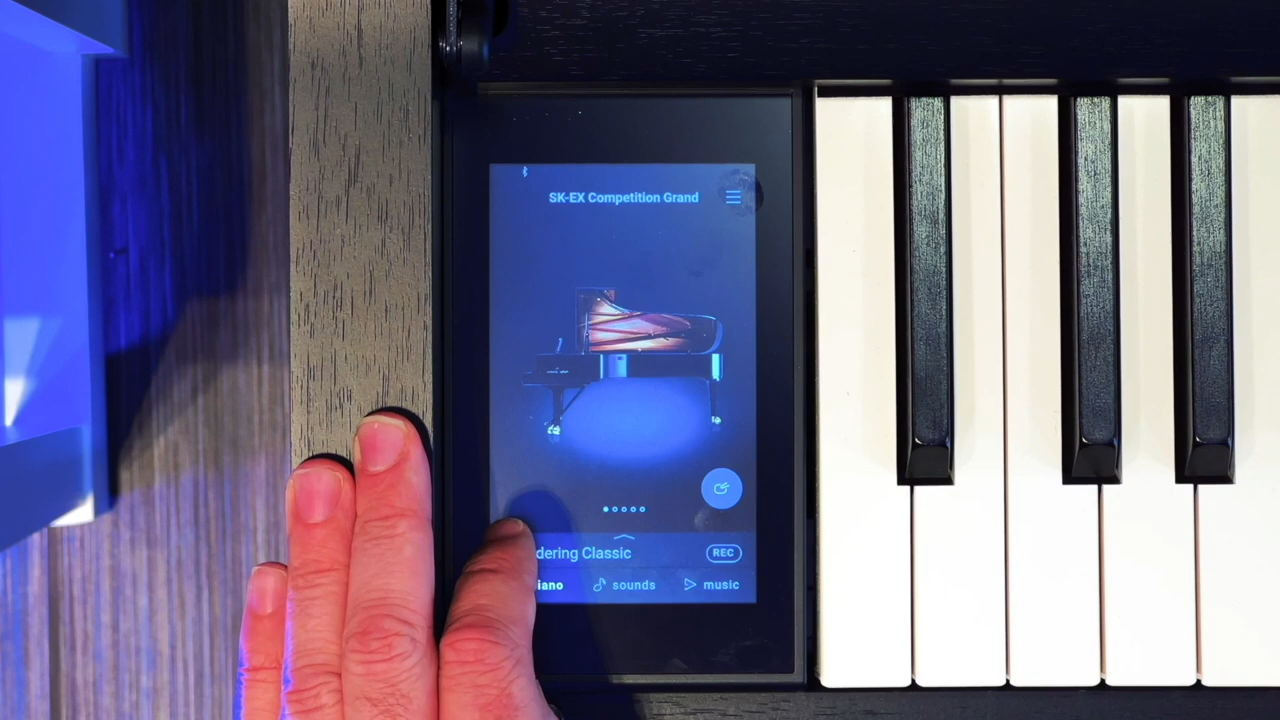 SK-EX Competition Grand
dering Classic
REC
iano
sounds
music